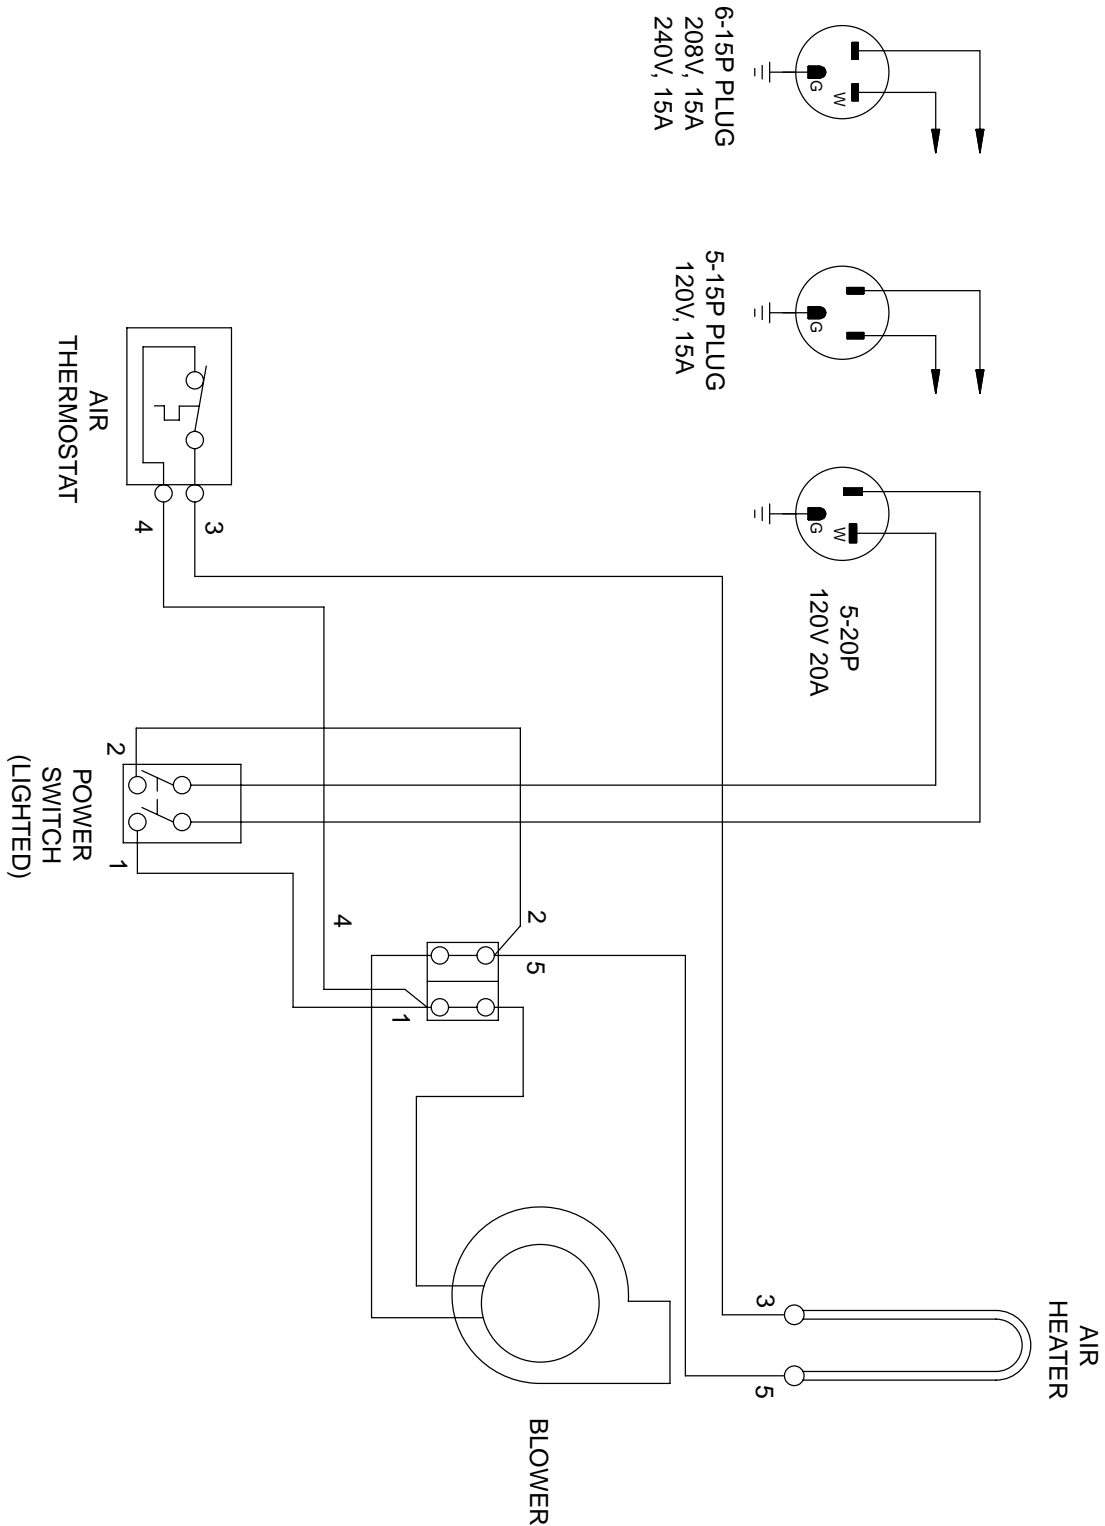 6-15P PLUG
208V, 15A
240V, 15A
G
W
5-15P PLUG
120V, 15A
G
5-20P
120V 20A
G
W
AIR
THERMOSTAT
4
3
2
1
POWER
SWITCH
(LIGHTED)
4
1
2
5
BLOWER
3
5
AIR
HEATER